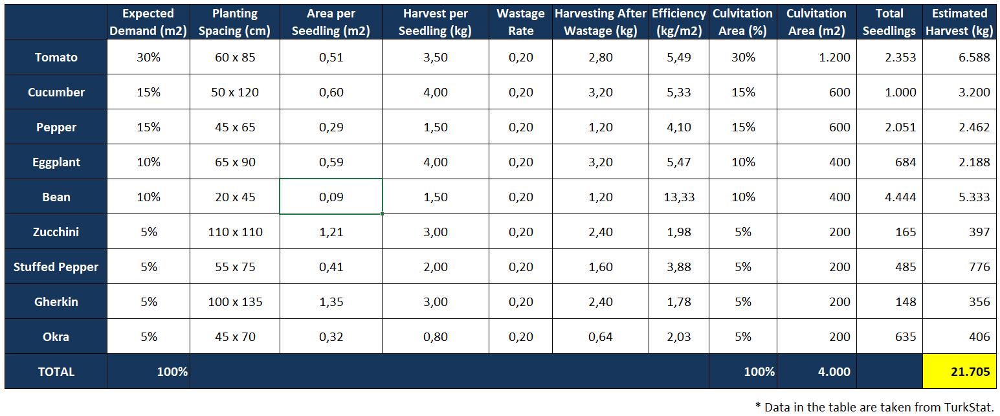 Expected Demand (m2) Planting Spacing (cm) Area per Seedling (m2) Harvest per Seedling (kg) Wastage Rate Harvesting After Wastage (kg) Efficiency (kg/m2) Culvitation Area (%) Culvitation Area (m2) Total Seedlings Estimated Harvest (kg)
Tomato 30% 60 x 85 0,51 3,50 0,20 2,80 5,49 30% 1.200 2.353 6.588
Cucumber 15% 50 x 120 0,60 4,00 0,20 3,20 5,33 15% 600 1.000 3.200
Pepper 15% 45 x 65 0,29 1,50 0,20 1,20 4,10 15% 600 2.051 2.462
Eggplant 10% 65 x 90 0,59 4,00 0,20 3,20 5,47 10% 400 684 2.188
Bean 10% 20 x 45 0,09 1,50 0,20 1,20 13,33 10% 400 4.444 5.333
Zucchini 5% 110 x 110 1,21 3,00 0,20 2,40 1,98 5% 200 165 397
Stuffed Pepper 5% 55 x 75 0,41 2,00 0,20 1,60 3,88 5% 200 485 776
Gherkin 5% 100 x 135 1,35 3,00 0,20 2,40 1,78 5% 200 148 356
Okra 5% 45 x 70 0,32 0,80 0,20 0,64 2,03 5% 200 635 406
TOTAL 100% 100% 4.000 21.705
* Data in the table are taken from TurkStat.